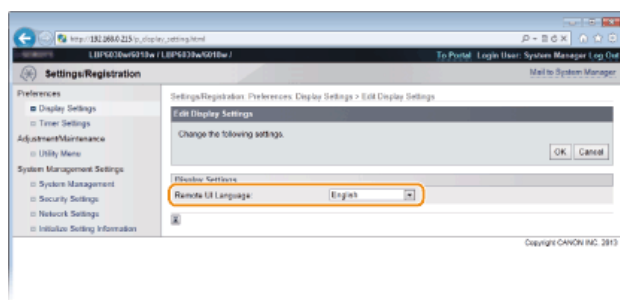 http://192.168.0.215/p_display_setting.html
LBP6030w/6018w / LBP6030w/6018w /
To Portal Login User: System Manager Log Out
Settings/Registration
Mail to System Manager
Preferences
Settings/Registration: Preferences: Display Settings > Edit Display Settings
Display Settings
Edit Display Settings
Timer Settings
Change the following settings.
Adjustment/Maintenance
Utility Menu
OK Cancel
System Management Settings
Display Settings
System Management
Remote UI Language: English
Security Settings
Network Settings
Initialize Setting Information
Copyright CANON INC. 2013